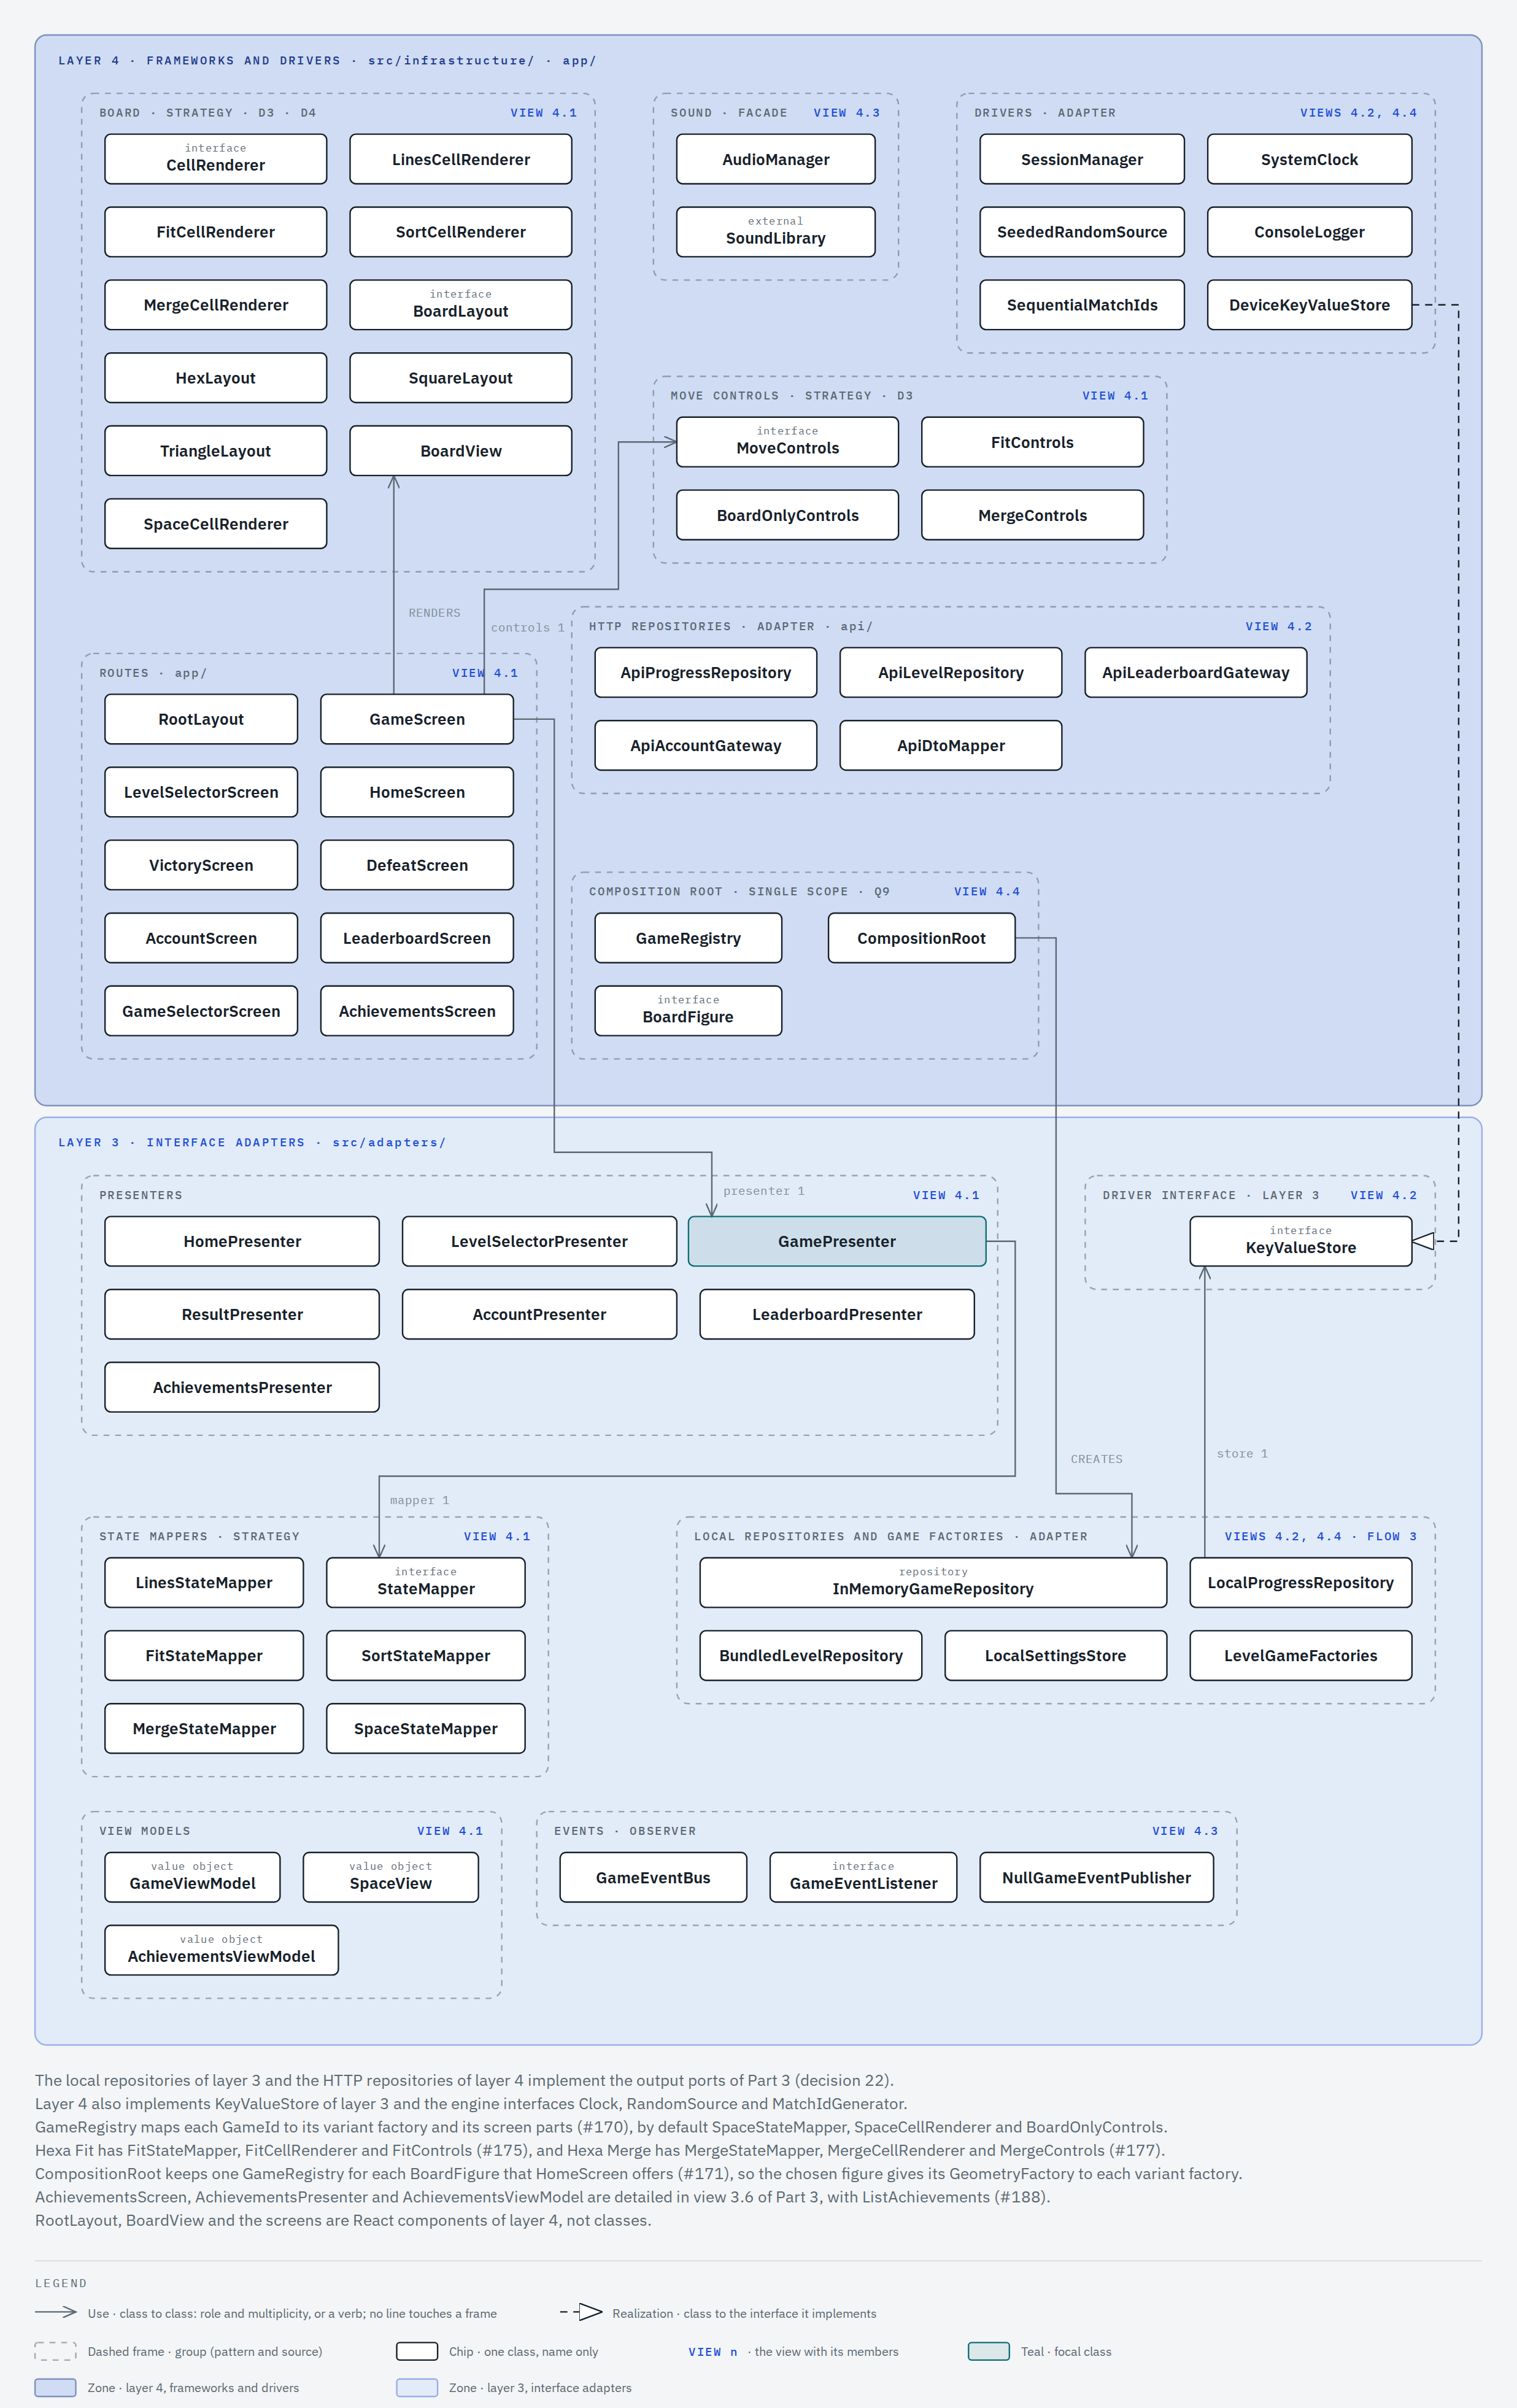 LAYER 4 · FRAMEWORKS AND DRIVERS · src/infrastructure/ · app/
BOARD · STRATEGY · D3 · D4
VIEW 4.1
interface
CellRenderer
LinesCellRenderer
FitCellRenderer
SortCellRenderer
MergeCellRenderer
interface
BoardLayout
HexLayout
SquareLayout
TriangleLayout
BoardView
SpaceCellRenderer
SOUND · FACADE
VIEW 4.3
AudioManager
external
SoundLibrary
DRIVERS · ADAPTER
VIEWS 4.2, 4.4
SessionManager
SystemClock
SeededRandomSource
ConsoleLogger
SequentialMatchIds
DeviceKeyValueStore
MOVE CONTROLS · STRATEGY · D3
VIEW 4.1
interface
MoveControls
FitControls
BoardOnlyControls
MergeControls
RENDERS
controls 1
HTTP REPOSITORIES · ADAPTER · api/
VIEW 4.2
ApiProgressRepository
ApiLevelRepository
ApiLeaderboardGateway
ApiAccountGateway
ApiDtoMapper
ROUTES · app/
VIEW 4.1
RootLayout
GameScreen
LevelSelectorScreen
HomeScreen
VictoryScreen
DefeatScreen
AccountScreen
LeaderboardScreen
GameSelectorScreen
AchievementsScreen
COMPOSITION ROOT · SINGLE SCOPE · Q9
VIEW 4.4
GameRegistry
CompositionRoot
interface
BoardFigure
LAYER 3 · INTERFACE ADAPTERS · src/adapters/
PRESENTERS
presenter 1
VIEW 4.1
HomePresenter
LevelSelectorPresenter
GamePresenter
ResultPresenter
AccountPresenter
LeaderboardPresenter
AchievementsPresenter
DRIVER INTERFACE · LAYER 3
VIEW 4.2
interface
KeyValueStore
store 1
CREATES
mapper 1
STATE MAPPERS · STRATEGY
VIEW 4.1
LinesStateMapper
interface
StateMapper
FitStateMapper
SortStateMapper
MergeStateMapper
SpaceStateMapper
LOCAL REPOSITORIES AND GAME FACTORIES · ADAPTER
VIEWS 4.2, 4.4 · FLOW 3
repository
InMemoryGameRepository
LocalProgressRepository
BundledLevelRepository
LocalSettingsStore
LevelGameFactories
VIEW MODELS
VIEW 4.1
value object
GameViewModel
value object
SpaceView
value object
AchievementsViewModel
EVENTS · OBSERVER
VIEW 4.3
GameEventBus
interface
GameEventListener
NullGameEventPublisher
The local repositories of layer 3 and the HTTP repositories of layer 4 implement the output ports of Part 3 (decision 22).
Layer 4 also implements KeyValueStore of layer 3 and the engine interfaces Clock, RandomSource and MatchIdGenerator.
GameRegistry maps each GameId to its variant factory and its screen parts (#170), by default SpaceStateMapper, SpaceCellRenderer and BoardOnlyControls.
Hexa Fit has FitStateMapper, FitCellRenderer and FitControls (#175), and Hexa Merge has MergeStateMapper, MergeCellRenderer and MergeControls (#177).
CompositionRoot keeps one GameRegistry for each BoardFigure that HomeScreen offers (#171), so the chosen figure gives its GeometryFactory to each variant factory.
AchievementsScreen, AchievementsPresenter and AchievementsViewModel are detailed in view 3.6 of Part 3, with ListAchievements (#188).
RootLayout, BoardView and the screens are React components of layer 4, not classes.
LEGEND
Use · class to class: role and multiplicity, or a verb; no line touches a frame
Realization · class to the interface it implements
Dashed frame · group (pattern and source)
Chip · one class, name only
VIEW n · the view with its members
Teal · focal class
Zone · layer 4, frameworks and drivers
Zone · layer 3, interface adapters